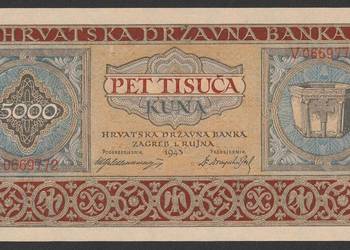 HRVATSKA DRŽAVNA BANKA
V.0669772
5000
PET TISUĆA
KUNA
HRVATSKA DRŽAVNA BANKA
ZAGREB 1. RUJNA 1943
0669772